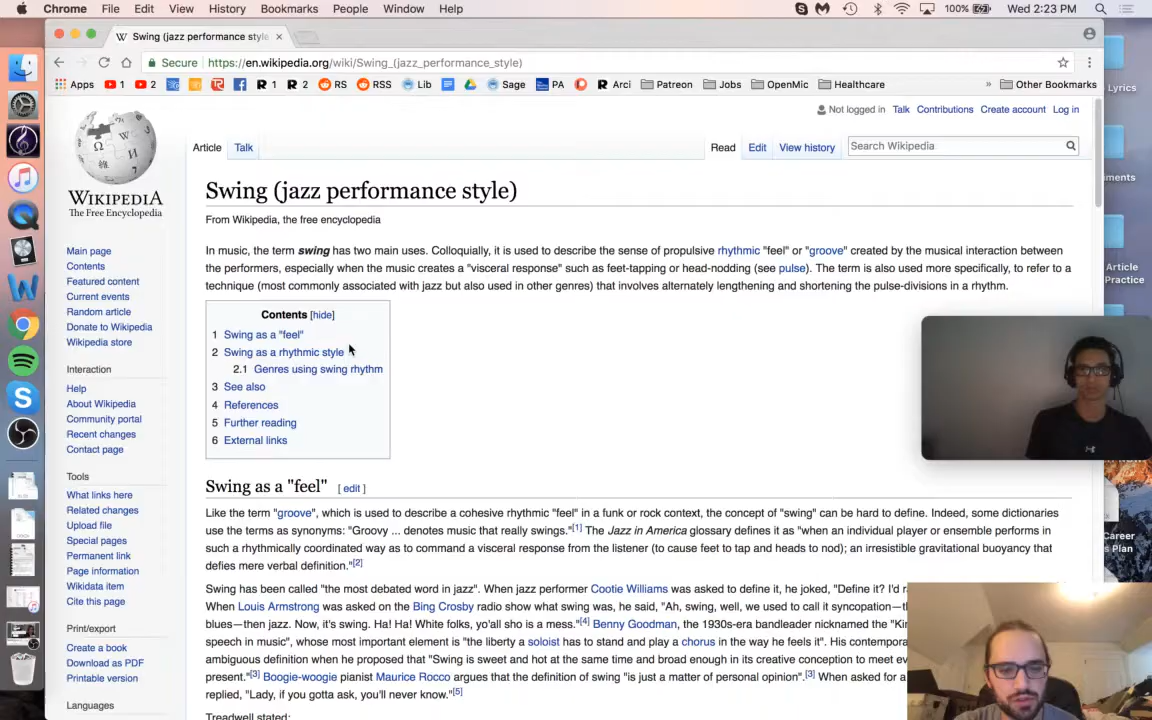 Chrome File Edit View History Bookmarks People Window Help 100% Wed 2:23 PM
Swing (jazz performance style
Secure https://en.wikipedia.org/wiki/Swing_(jazz_performance_style)
Apps 1 2 R 1 R 2 RS RSS Lib Sage PA Arci Patreon Jobs OpenMic Healthcare » Other Bookmarks
Lyrics
Not logged in Talk Contributions Create account Log in
Article Talk Read Edit View history Search Wikipedia
WIKIPEDIA
The Free Encyclopedia
Main page
Contents
Featured content
Current events
Random article
Donate to Wikipedia
Wikipedia store
Interaction
Help
About Wikipedia
Community portal
Recent changes
Contact page
Tools
What links here
Related changes
Upload file
Special pages
Permanent link
Page information
Wikidata item
Cite this page
Print/export
Create a book
Download as PDF
Printable version
Languages
Swing (jazz performance style)
From Wikipedia, the free encyclopedia
In music, the term swing has two main uses. Colloquially, it is used to describe the sense of propulsive rhythmic "feel" or "groove" created by the musical interaction between
the performers, especially when the music creates a "visceral response" such as feet-tapping or head-nodding (see pulse). The term is also used more specifically, to refer to a
technique (most commonly associated with jazz but also used in other genres) that involves alternately lengthening and shortening the pulse-divisions in a rhythm.
Contents [hide]
1 Swing as a "feel"
2 Swing as a rhythmic style
2.1 Genres using swing rhythm
3 See also
4 References
5 Further reading
6 External links
Swing as a "feel" [ edit ]
Like the term "groove", which is used to describe a cohesive rhythmic "feel" in a funk or rock context, the concept of "swing" can be hard to define. Indeed, some dictionaries
use the terms as synonyms: "Groovy ... denotes music that really swings."[1] The Jazz in America glossary defines it as "when an individual player or ensemble performs in
such a rhythmically coordinated way as to command a visceral response from the listener (to cause feet to tap and heads to nod); an irresistible gravitational buoyancy that
defies mere verbal definition."[2]
Swing has been called "the most debated word in jazz". When jazz performer Cootie Williams was asked to define it, he joked, "Define it? I'd r
When Louis Armstrong was asked on the Bing Crosby radio show what swing was, he said, "Ah, swing, well, we used to call it syncopation—t
blues—then jazz. Now, it's swing. Ha! Ha! White folks, yo'all sho is a mess."[4] Benny Goodman, the 1930s-era bandleader nicknamed the "Kin
speech in music", whose most important element is "the liberty a soloist has to stand and play a chorus in the way he feels it". His contempora
ambiguous definition when he proposed that "Swing is sweet and hot at the same time and broad enough in its creative conception to meet ev
present."[3] Boogie-woogie pianist Maurice Rocco argues that the definition of swing "is just a matter of personal opinion".[3] When asked for a
replied, "Lady, if you gotta ask, you'll never know."[5]
Treadwell stated:
ments
Article
Practice
Career
s Plan